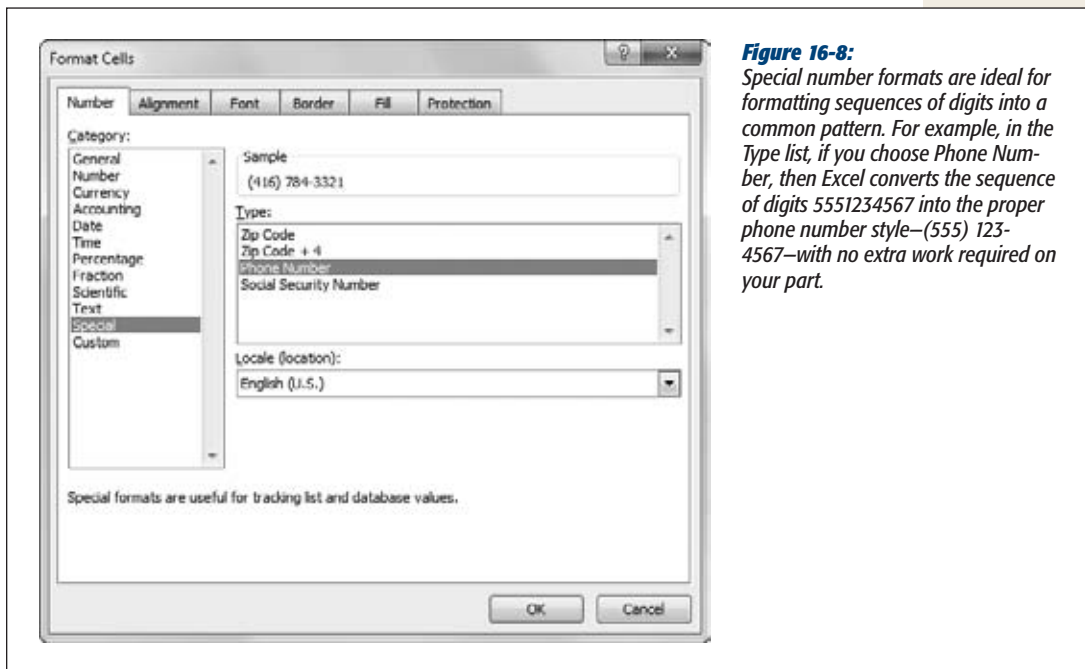 Format Cells
Number Alignment Font Border Fill Protection
Category:
General
Number
Currency
Accounting
Date
Time
Percentage
Fraction
Scientific
Text
Special
Custom
Sample
(416) 784-3321
Type:
Zip Code
Zip Code + 4
Phone Number
Social Security Number
Locale (location):
English (U.S.)
Special formats are useful for tracking list and database values.
OK Cancel
Figure 16-8:
Special number formats are ideal for
formatting sequences of digits into a
common pattern. For example, in the
Type list, if you choose Phone Num-
ber, then Excel converts the sequence
of digits 5551234567 into the proper
phone number style—(555) 123-
4567—with no extra work required on
your part.